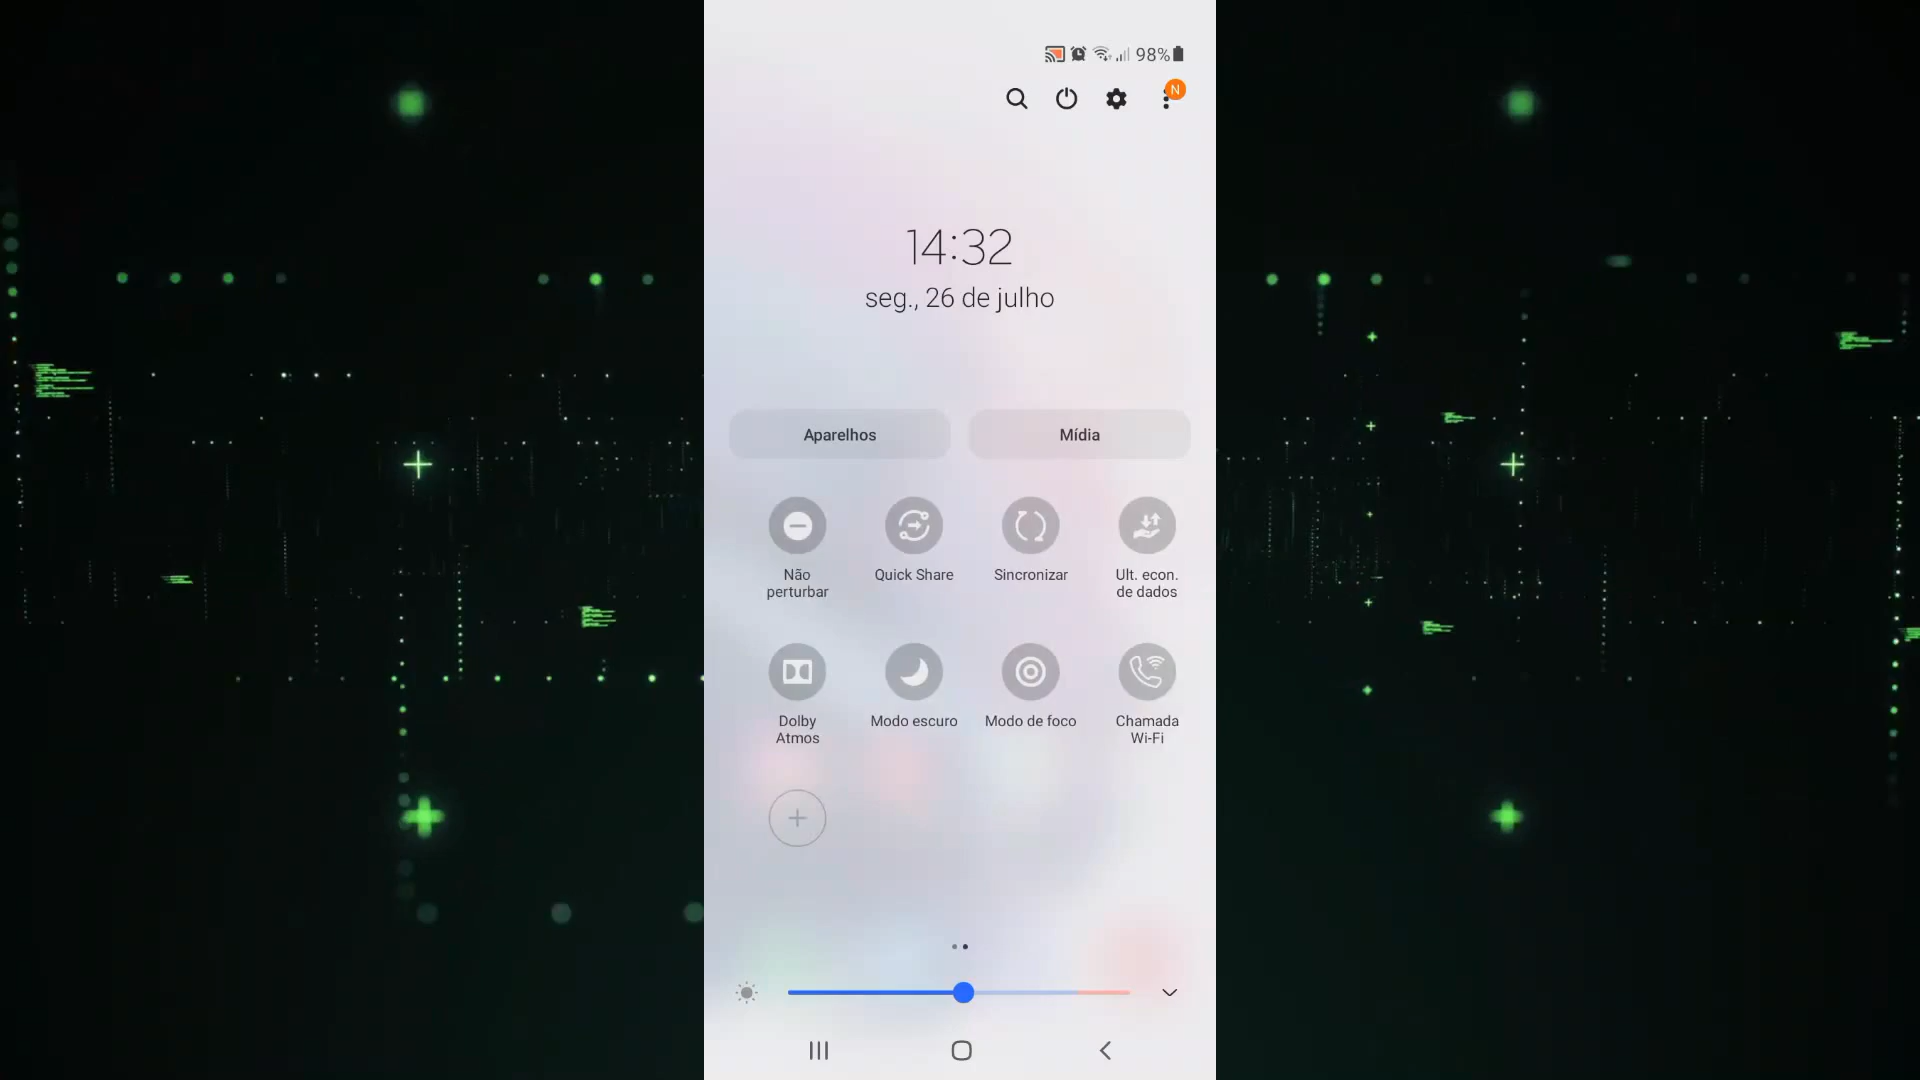 98%
N
14:32
seg., 26 de julho
Aparelhos
Mídia
Não
perturbar
Quick Share
Sincronizar
Ult. econ.
de dados
Dolby
Atmos
Modo escuro
Modo de foco
Chamada
Wi-Fi